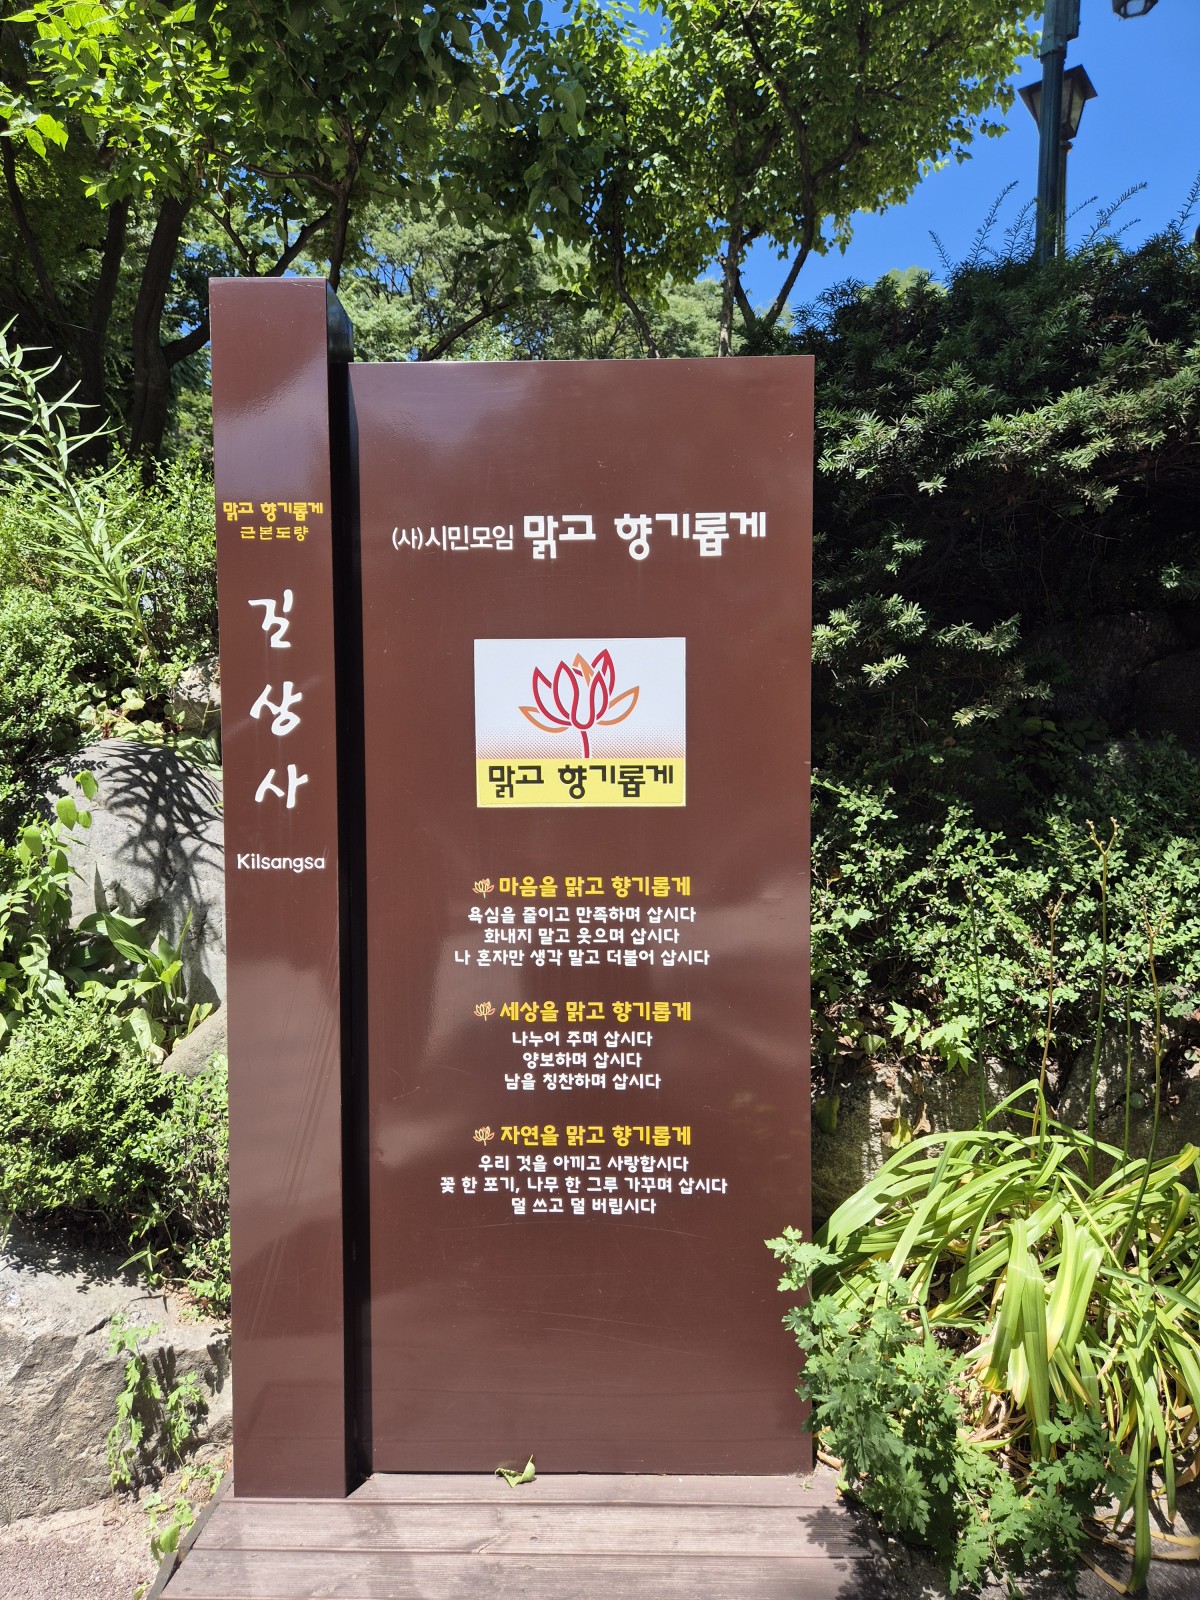 맑고 향기롭게
근본도량
길상사
Kilsangsa
(사)시민모임 맑고 향기롭게
맑고 향기롭게
마음을 맑고 향기롭게
욕심을 줄이고 만족하며 삽시다
화내지 말고 웃으며 삽시다
나 혼자만 생각 말고 더불어 삽시다
세상을 맑고 향기롭게
나누어 주며 삽시다
양보하며 삽시다
남을 칭찬하며 삽시다
자연을 맑고 향기롭게
우리 것을 아끼고 사랑합시다
꽃 한 포기, 나무 한 그루 가꾸며 삽시다
덜 쓰고 덜 버립시다